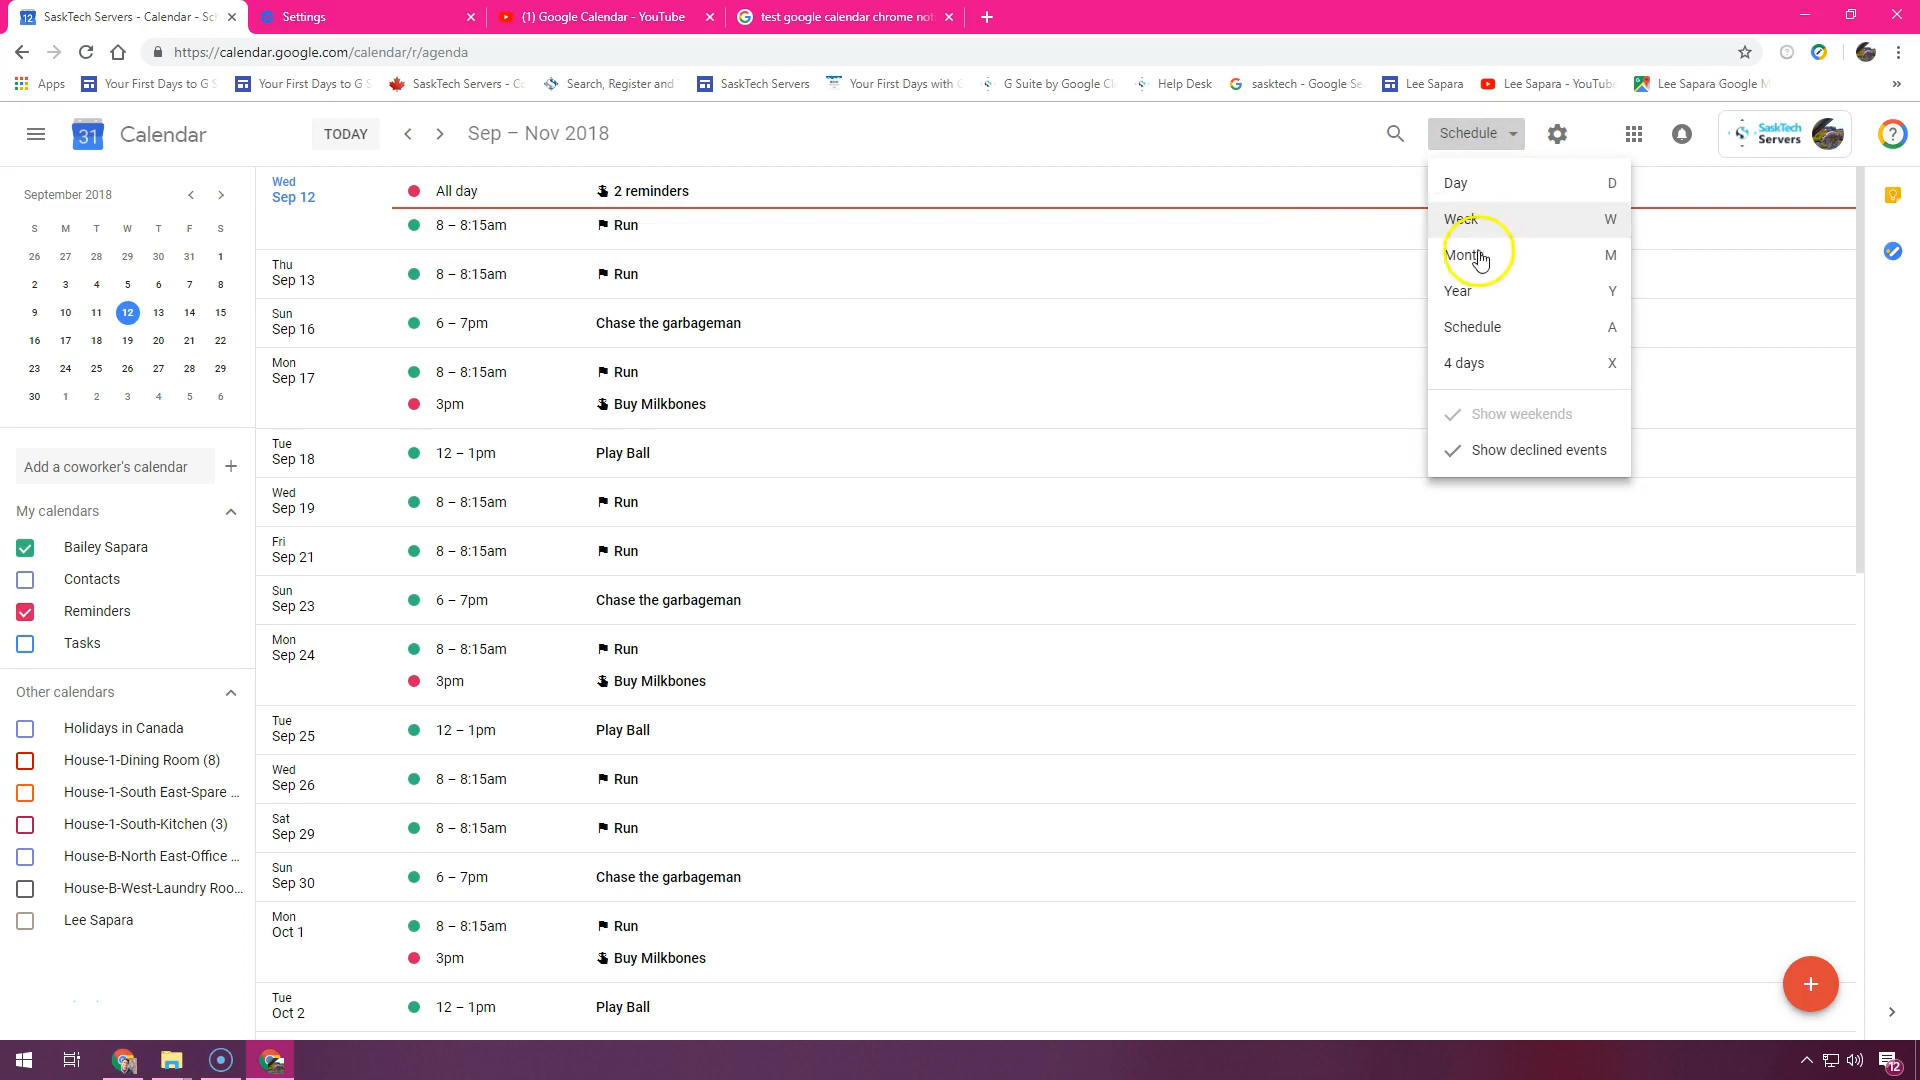 SaskTech Servers - Calendar - Sc
Settings
(1) Google Calendar - YouTube
test google calendar chrome not
https://calendar.google.com/calendar/r/agenda
Apps
Your First Days to G S
Your First Days to G S
SaskTech Servers - Co
Search, Register and
SaskTech Servers
Your First Days with G
G Suite by Google Cl
Help Desk
sasktech - Google Se
Lee Sapara
Lee Sapara - YouTube
Lee Sapara Google M
»
31
Calendar
TODAY
Sep – Nov 2018
Schedule
SaskTech
Servers
September 2018
S M T W T F S
26 27 28 29 30 31 1
2 3 4 5 6 7 8
9 10 11 12 13 14 15
16 17 18 19 20 21 22
23 24 25 26 27 28 29
30 1 2 3 4 5 6
Add a coworker's calendar
My calendars
Bailey Sapara
Contacts
Reminders
Tasks
Other calendars
Holidays in Canada
House-1-Dining Room (8)
House-1-South East-Spare ...
House-1-South-Kitchen (3)
House-B-North East-Office ...
House-B-West-Laundry Roo...
Lee Sapara
Wed
Sep 12
All day 2 reminders
8 – 8:15am Run
Thu
Sep 13
8 – 8:15am Run
Sun
Sep 16
6 – 7pm Chase the garbageman
Mon
Sep 17
8 – 8:15am Run
3pm Buy Milkbones
Tue
Sep 18
12 – 1pm Play Ball
Wed
Sep 19
8 – 8:15am Run
Fri
Sep 21
8 – 8:15am Run
Sun
Sep 23
6 – 7pm Chase the garbageman
Mon
Sep 24
8 – 8:15am Run
3pm Buy Milkbones
Tue
Sep 25
12 – 1pm Play Ball
Wed
Sep 26
8 – 8:15am Run
Sat
Sep 29
8 – 8:15am Run
Sun
Sep 30
6 – 7pm Chase the garbageman
Mon
Oct 1
8 – 8:15am Run
3pm Buy Milkbones
Tue
Oct 2
12 – 1pm Play Ball
Day D
Week W
Month M
Year Y
Schedule A
4 days X
Show weekends
Show declined events
12